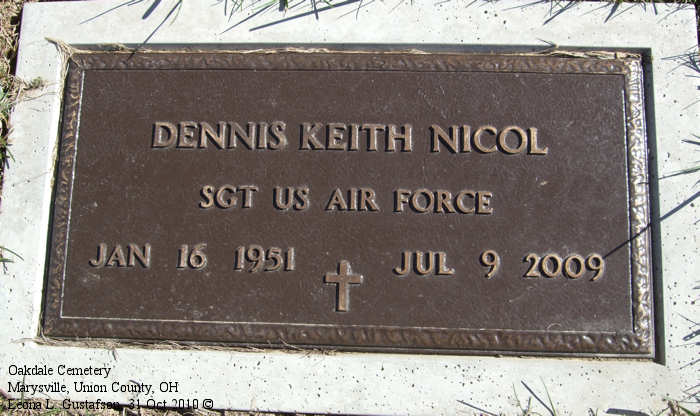 DENNIS KEITH NICOL
SGT US AIR FORCE
JAN 16 1951 JUL 9 2009
Oakdale Cemetery
Marysville, Union County, OH
Leona L. Gustafson, 31 Oct 2010 ©